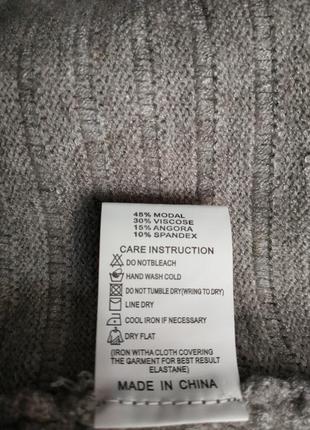 45% MODAL
30% VISCOSE
15% ANGORA
10% SPANDEX
CARE INSTRUCTION
DO NOTBLEACH
HAND WASH COLD
DO NOT TUMBLE DRY(WRING TO DRY)
LINE DRY
COOL IRON IF NECESSARY
DRY FLAT
(IRON WITHA CLOTH COVERING
THE GARMENT FOR BEST RESULT
ELASTANE)
MADE IN CHINA